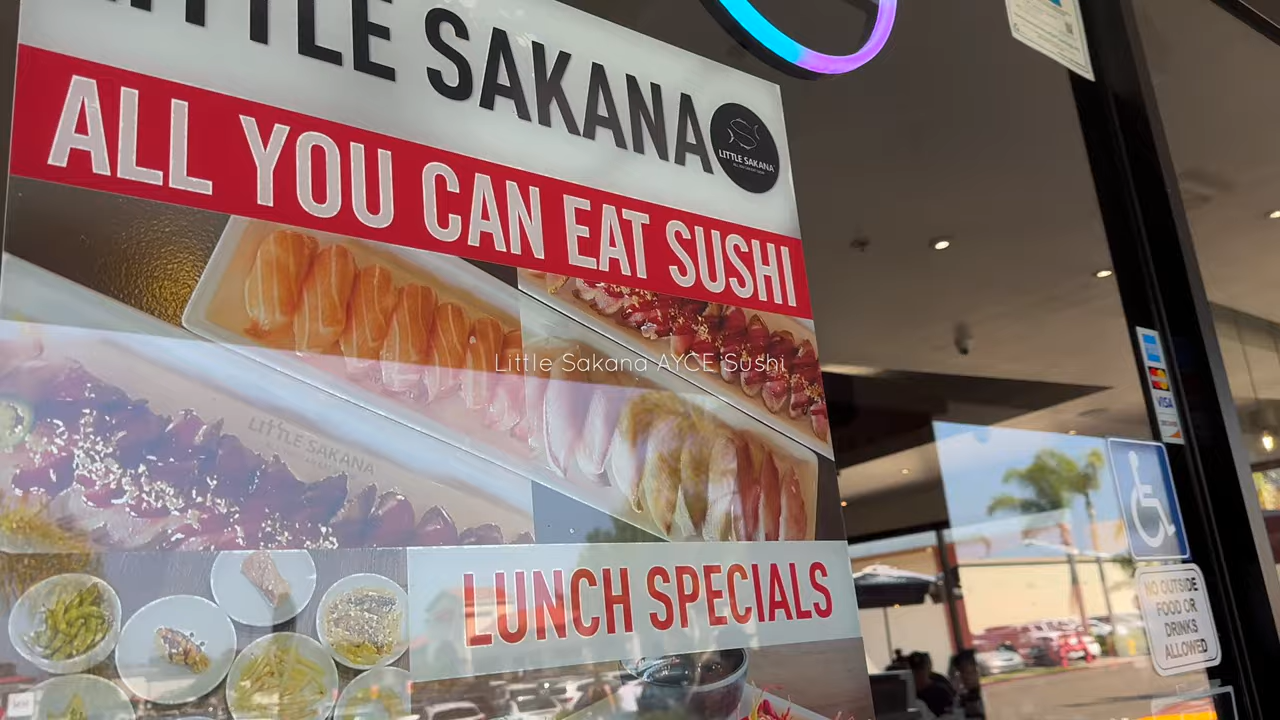 LITTLE SAKANA
LITTLE SAKANA
ALL YOU CAN EAT SUSHI
Little Sakana AYCE Sushi
LITTLE SAKANA
LUNCH SPECIALS
VISA
NO OUTSIDE
FOOD OR
DRINKS
ALLOWED